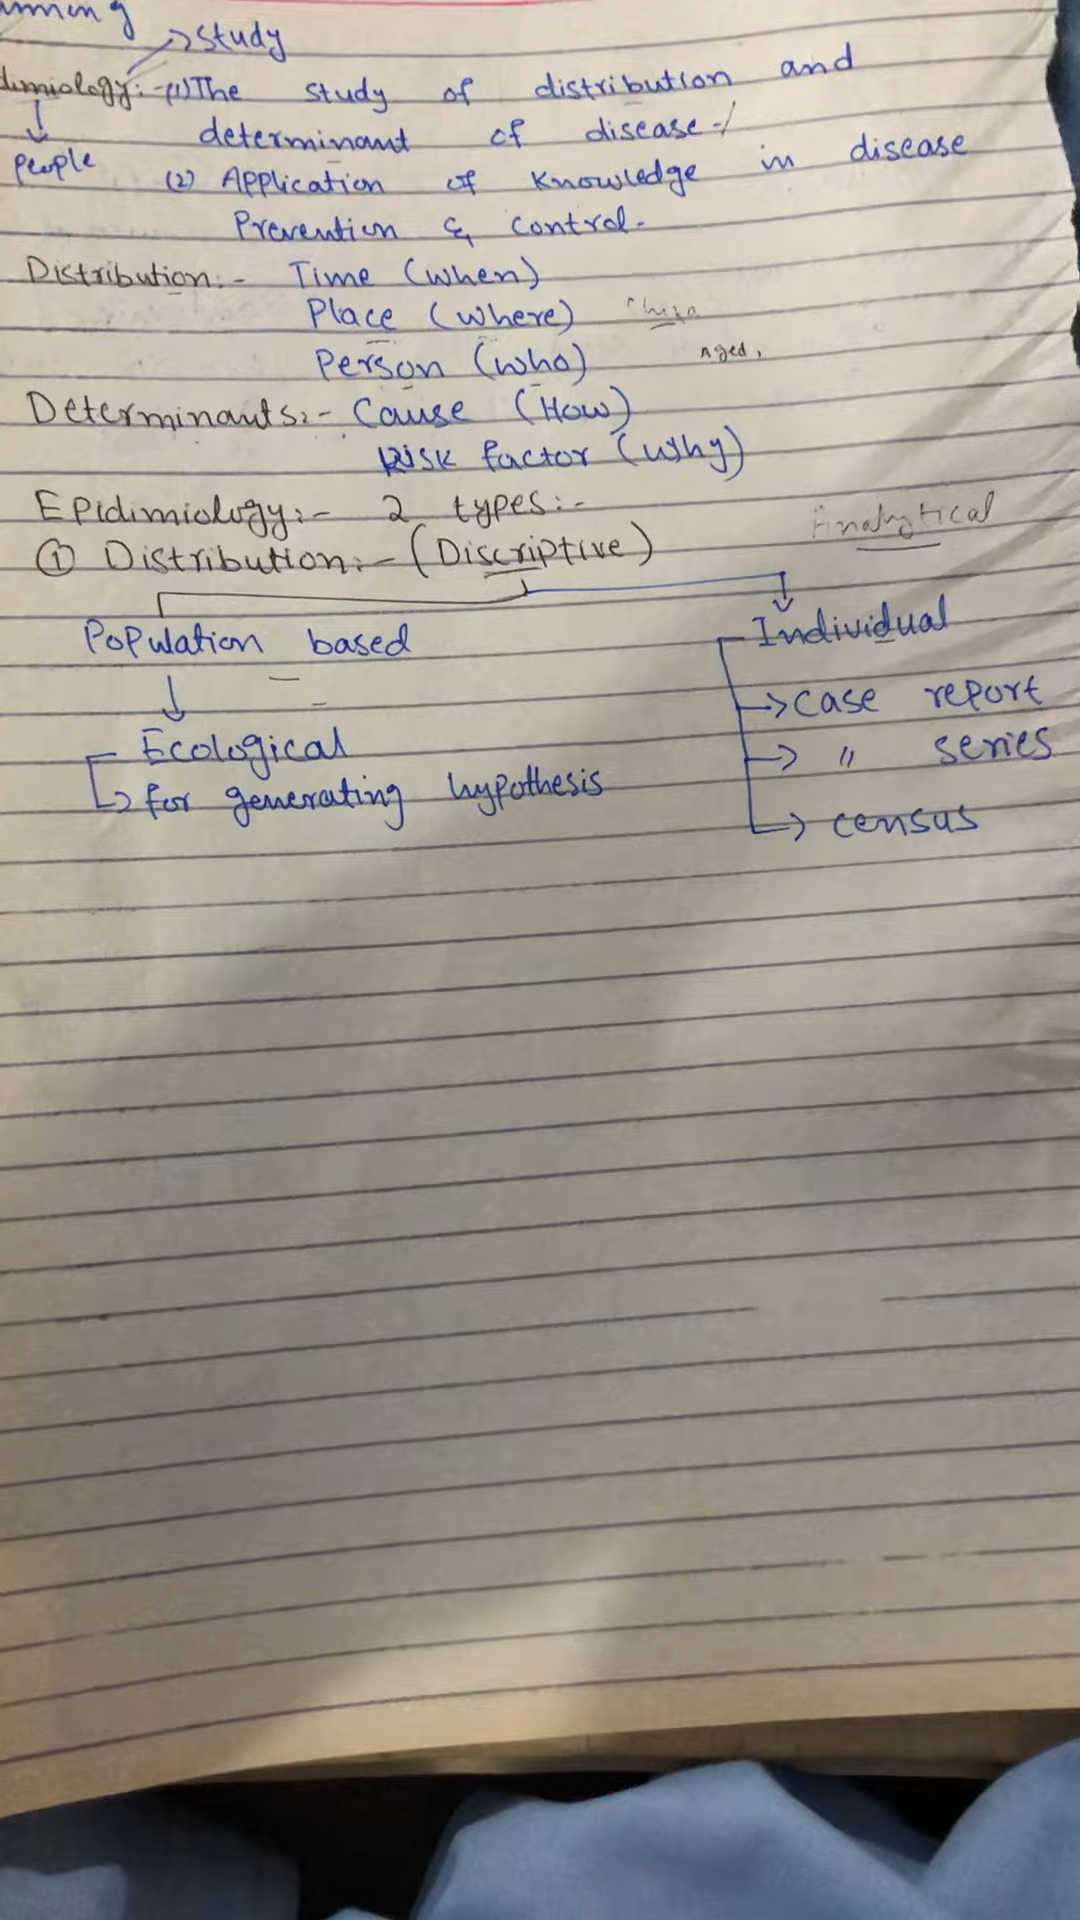 study
(1) The study of distribution and
determinant of disease-/
people
(2) Application of Knowledge in disease
Prevention & control-
Distribution:- Time (when)
Place (where) China
Person (who) Aged,
Determinants:- Cause (How)
Risk factor (why)
Epidimiology:- 2 types:-
Analytical
① Distribution:- (Discriptive)
Population based
Individual
→ case report
→ " series
→ census
Ecological
↳ for generating hypothesis